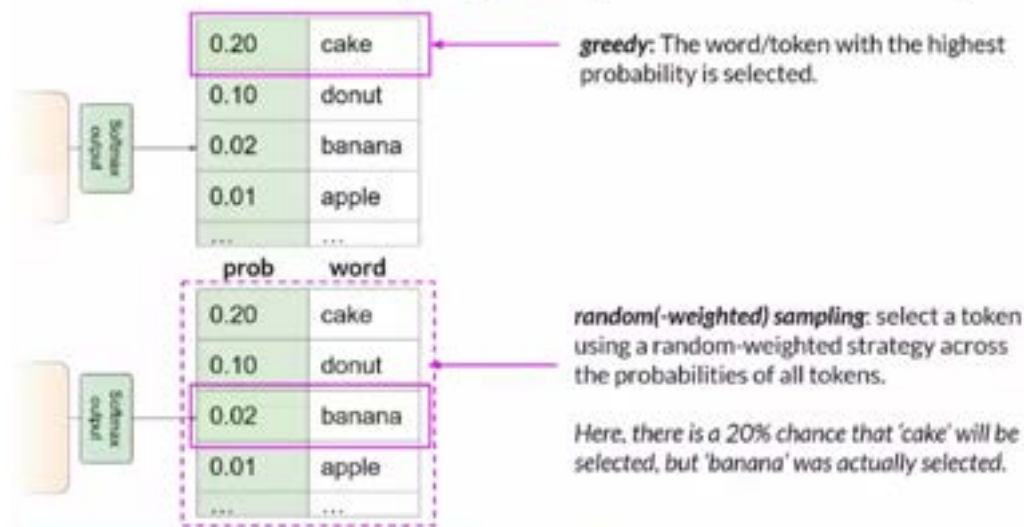 0.20 cake
0.10 donut
0.02 banana
0.01 apple
... ...
Softmax output
greedy: The word/token with the highest
probability is selected.
prob word
0.20 cake
0.10 donut
0.02 banana
0.01 apple
... ...
Softmax output
random(-weighted) sampling: select a token
using a random-weighted strategy across
the probabilities of all tokens.
Here, there is a 20% chance that 'cake' will be
selected, but 'banana' was actually selected.